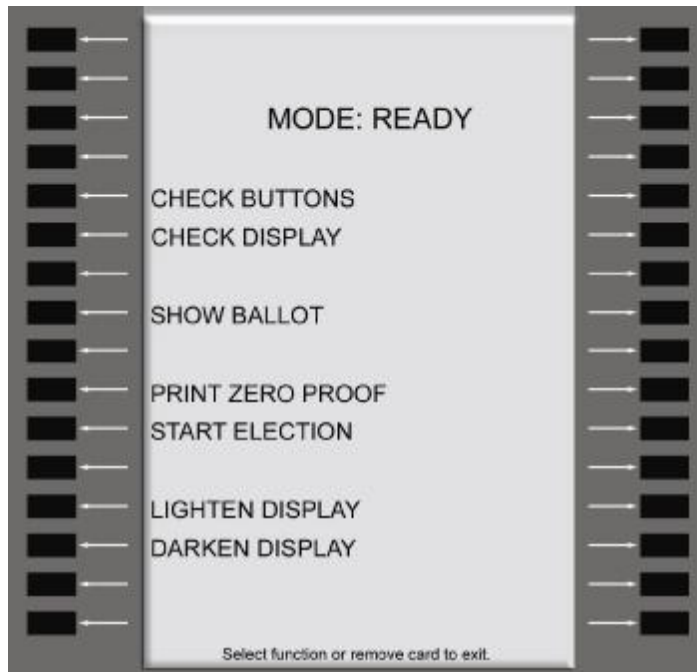 MODE: READY
CHECK BUTTONS
CHECK DISPLAY
SHOW BALLOT
PRINT ZERO PROOF
START ELECTION
LIGHTEN DISPLAY
DARKEN DISPLAY
Select function or remove card to exit.